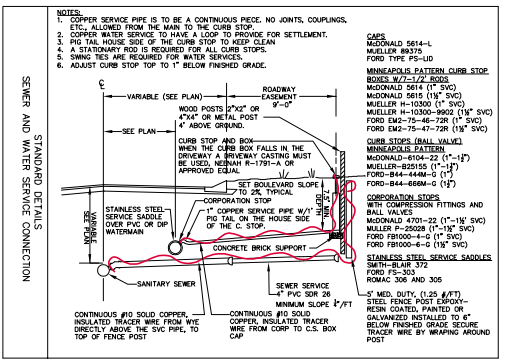 NOTES:
1. COPPER SERVICE PIPE IS TO BE A CONTINUOUS PIECE. NO JOINTS, COUPLINGS,
ETC., ALLOWED FROM THE MAIN TO THE CURB STOP.
2. COPPER WATER SERVICE TO HAVE A LOOP TO PROVIDE FOR SETTLEMENT.
3. PIG TAIL HOUSE SIDE OF THE CURB STOP TO KEEP CLEAN
4. A STATIONARY ROD IS REQUIRED FOR ALL CURB STOPS.
5. SWING TIES ARE REQUIRED FOR WATER SERVICES.
6. ADJUST CURB STOP TOP TO 1" BELOW FINISHED GRADE.
CAPS
McDONALD 5614-L
MUELLER 89375
FORD TYPE PS-LID
MINNEAPOLIS PATTERN CURB STOP
BOXES W/7-1/2' RODS
McDONALD 5614 (1" SVC)
McDONALD 5615 (1½" SVC)
MUELLER H-10300 (1" SVC)
MUELLER H-10300-9902 (1½" SVC)
FORD EM2-75-46-72R (1" SVC)
FORD EM2-75-47-72R (1½" SVC)
CURB STOPS (BALL VALVE)
MINNEAPOLIS PATTERN
McDONALD-6104-22 (1"-1½")
MUELLER-B25155 (1"-1½")
FORD-B44-444M-G (1")
FORD-B44-666M-G (1½")
CORPORATION STOPS
WITH COMPRESSION FITTINGS AND
BALL VALVES
McDONALD 4701-22 (1"-1½" SVC)
MULLER P-25028 (1"-1½" SVC)
FORD FB1000-4-G (1" SVC)
FORD FB1000-6-G (1½" SVC)
STAINLESS STEEL SERVICE SADDLES
SMITH-BLAIR 372
FORD FS-303
ROMAC 306 AND 305
5' MED. DUTY, (1.25 #/FT)
STEEL FENCE POST EXPOXY-
RESIN COATED, PAINTED OR
GALVANIZED INSTALLED TO 6"
BELOW FINISHED GRADE SECURE
TRACER WIRE BY WRAPING AROUND
POST
VARIABLE (SEE PLAN)
ROADWAY
EASEMENT
9'-0"
SEE PLAN
WOOD POSTS 2"X2" OR
4"X4" OR METAL POST
4' ABOVE GROUND.
CURB STOP AND BOX
WHEN THE CURB BOX FALLS IN THE
DRIVEWAY A DRIVEWAY CASTING MUST
BE USED, NEENAH R-1791-A OR
APPROVED EQUAL
SET BOULEVARD SLOPE
TO 2%, TYPICAL
CORPORATION STOP
1" COPPER SERVICE PIPE W/1'
PIG TAIL ON THE HOUSE SIDE
OF THE C. STOP.
7.5' MIN.
DEPTH
VARIABLE
SEE PLAN
STAINLESS STEEL
SERVICE SADDLE
OVER PVC OR DIP
WATERMAIN
CONCRETE BRICK SUPPORT
SANITARY SEWER
SEWER SERVICE
4" PVC SDR 26
MINIMUM SLOPE ¼"/FT
CONTINUOUS #10 SOLID COPPER,
INSULATED TRACER WIRE FROM WYE
DIRECTLY ABOVE THE SVC PIPE, TO
TOP OF FENCE POST
CONTINUOUS #10 SOLID
COPPER, INSULATED TRACER
WIRE FROM CORP TO C.S. BOX
CAP
STANDARD DETAILS
SEWER AND WATER SERVICE CONNECTION